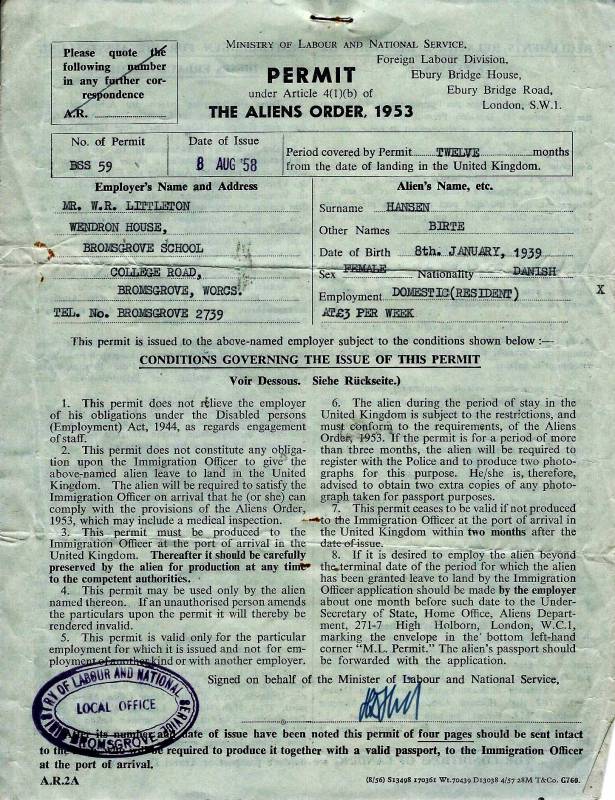 Please quote the
following number
in any further cor-
respondence
A.R.
MINISTRY OF LABOUR AND NATIONAL SERVICE,
Foreign Labour Division,
Ebury Bridge House,
Ebury Bridge Road,
London, S.W.1.
PERMIT
under Article 4(1)(b) of
THE ALIENS ORDER, 1953
No. of Permit
BSS 59
Date of Issue
8 AUG '58
Period covered by Permit TWELVE months
from the date of landing in the United Kingdom.
Employer's Name and Address
MR. W.R. LITTLETON
WENDRON HOUSE,
BROMSGROVE SCHOOL
COLLEGE ROAD,
BROMSGROVE, WORCS.
TEL. No. BROMSGROVE 2739
Alien's Name, etc.
Surname HANSEN
Other Names BIRTE
Date of Birth 8th. JANUARY, 1939
Sex FEMALE Nationality DANISH
Employment DOMESTIC(RESIDENT) X
AT£3 PER WEEK
This permit is issued to the above-named employer subject to the conditions shown below :—
CONDITIONS GOVERNING THE ISSUE OF THIS PERMIT
Voir Dessous. Siehe Rückseite.)
1. This permit does not relieve the employer
of his obligations under the Disabled persons
(Employment) Act, 1944, as regards engagement
of staff.
2. This permit does not constitute any obliga-
tion upon the Immigration Officer to give the
above-named alien leave to land in the United
Kingdom. The alien will be required to satisfy the
Immigration Officer on arrival that he (or she) can
comply with the provisions of the Aliens Order,
1953, which may include a medical inspection.
3. This permit must be produced to the
Immigration Officer at the port of arrival in the
United Kingdom. Thereafter it should be carefully
preserved by the alien for production at any time
to the competent authorities.
4. This permit may be used only by the alien
named thereon. If an unauthorised person amends
the particulars upon the permit it will thereby be
rendered invalid.
5. This permit is valid only for the particular
employment for which it is issued and not for em-
ployment of another kind or with another employer.
6. The alien during the period of stay in the
United Kingdom is subject to the restrictions, and
must conform to the requirements, of the Aliens
Order, 1953. If the permit is for a period of more
than three months, the alien will be required to
register with the Police and to produce two photo-
graphs for this purpose. He/she is, therefore,
advised to obtain two extra copies of any photo-
graph taken for passport purposes.
7. This permit ceases to be valid if not produced
to the Immigration Officer at the port of arrival in
the United Kingdom within two months after the
date of issue.
8. If it is desired to employ the alien beyond
the terminal date of the period for which the alien
has been granted leave to land by the Immigration
Officer application should be made by the employer
about one month before such date to the Under-
Secretary of State, Home Office, Aliens Depart-
ment, 271-7 High Holborn, London, W.C.1,
marking the envelope in the bottom left-hand
corner "M.L. Permit." The alien's passport should
be forwarded with the application.
Signed on behalf of the Minister of Labour and National Service,
MINISTRY OF LABOUR AND NATIONAL SERVICE
LOCAL OFFICE
BROMSGROVE
its number and date of issue have been noted this permit of four pages should be sent intact
to the required to produce it together with a valid passport, to the Immigration Officer
at the port of arrival.
A.R.2A
(8/56) S13498 170361 Wt.70439 D13038 4/57 28M T&Co. G766.